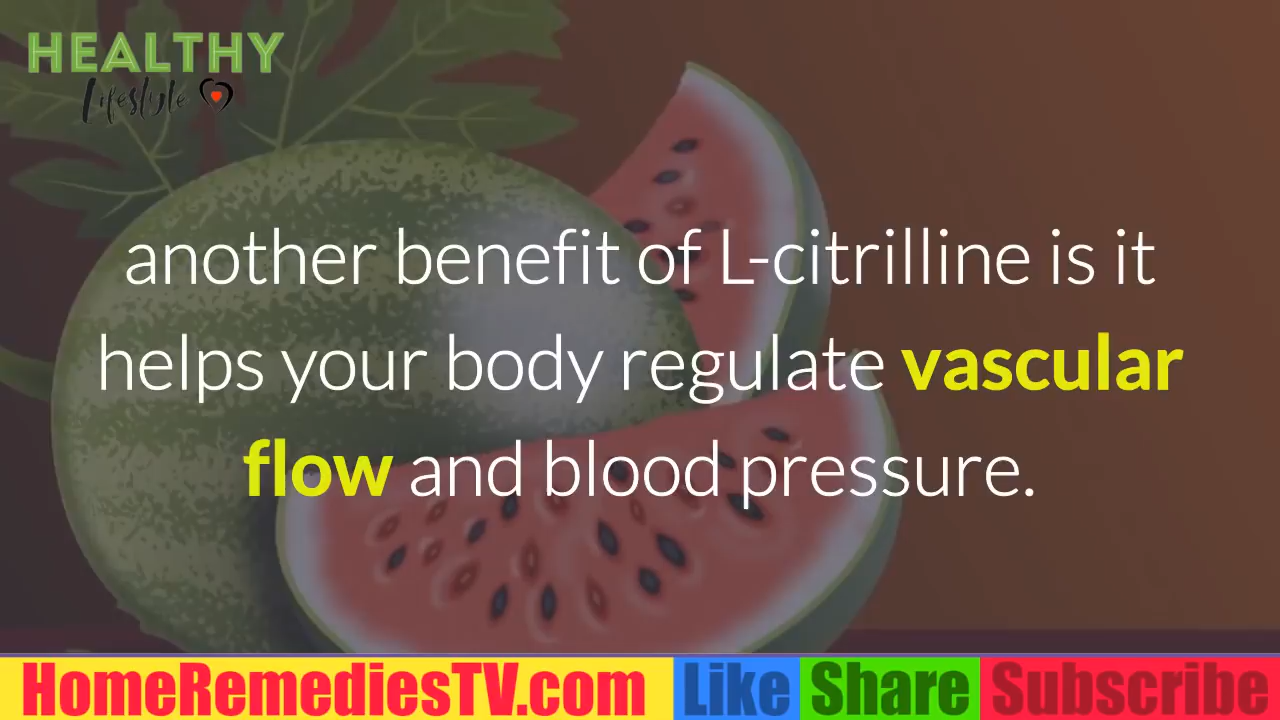 HEALTHY
Lifestyle
another benefit of L-citrilline is it
helps your body regulate vascular
flow and blood pressure.
HomeRemediesTV.com Like Share Subscribe